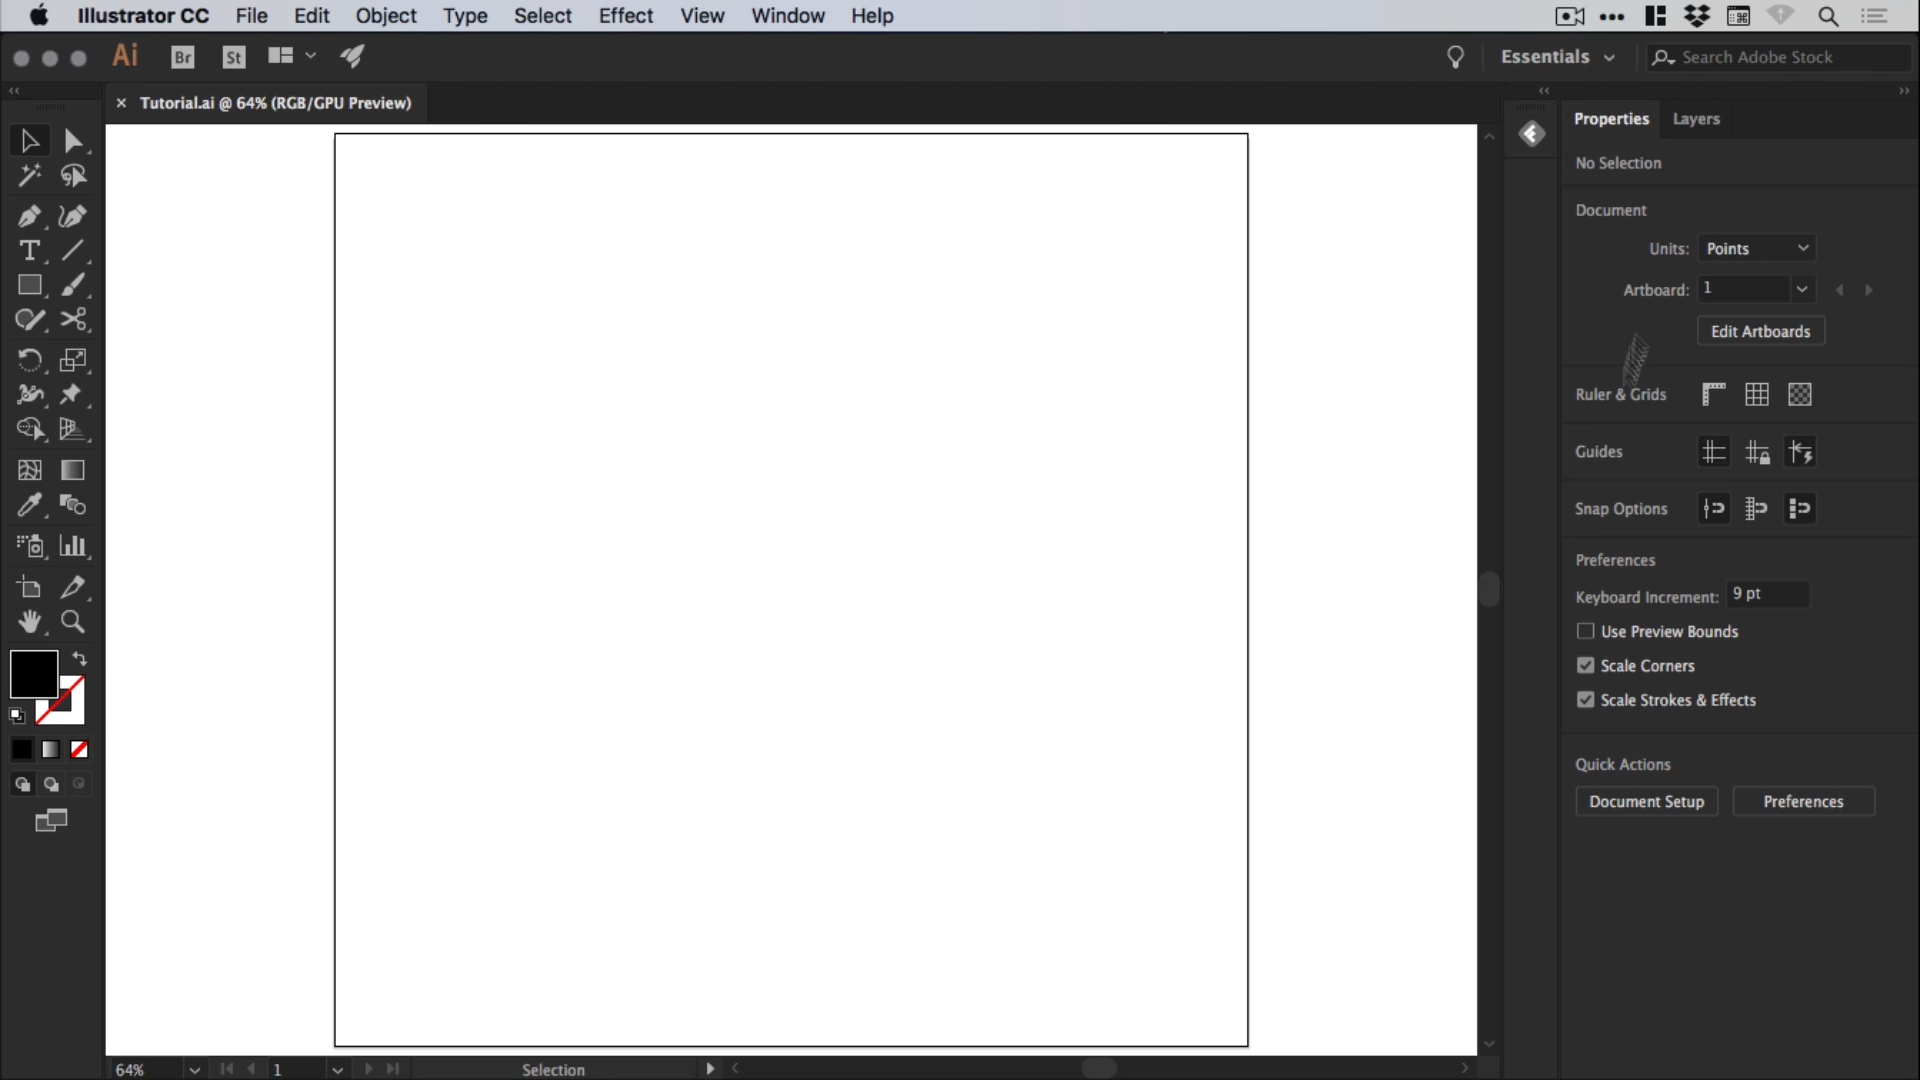 Illustrator CC File Edit Object Type Select Effect View Window Help
Ai Br St Essentials Search Adobe Stock
Tutorial.ai @ 64% (RGB/GPU Preview)
Properties Layers
No Selection
Document
Units: Points
Artboard: 1
Edit Artboards
Ruler & Grids
Guides
Snap Options
Preferences
Keyboard Increment: 9 pt
Use Preview Bounds
Scale Corners
Scale Strokes & Effects
Quick Actions
Document Setup Preferences
64% 1 Selection